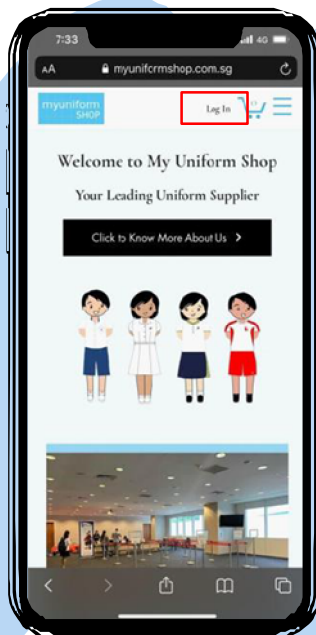 7:33
4G
AA myuniformshop.com.sg
myuniform
SHOP
Log In
Welcome to My Uniform Shop
Your Leading Uniform Supplier
Click to Know More About Us >